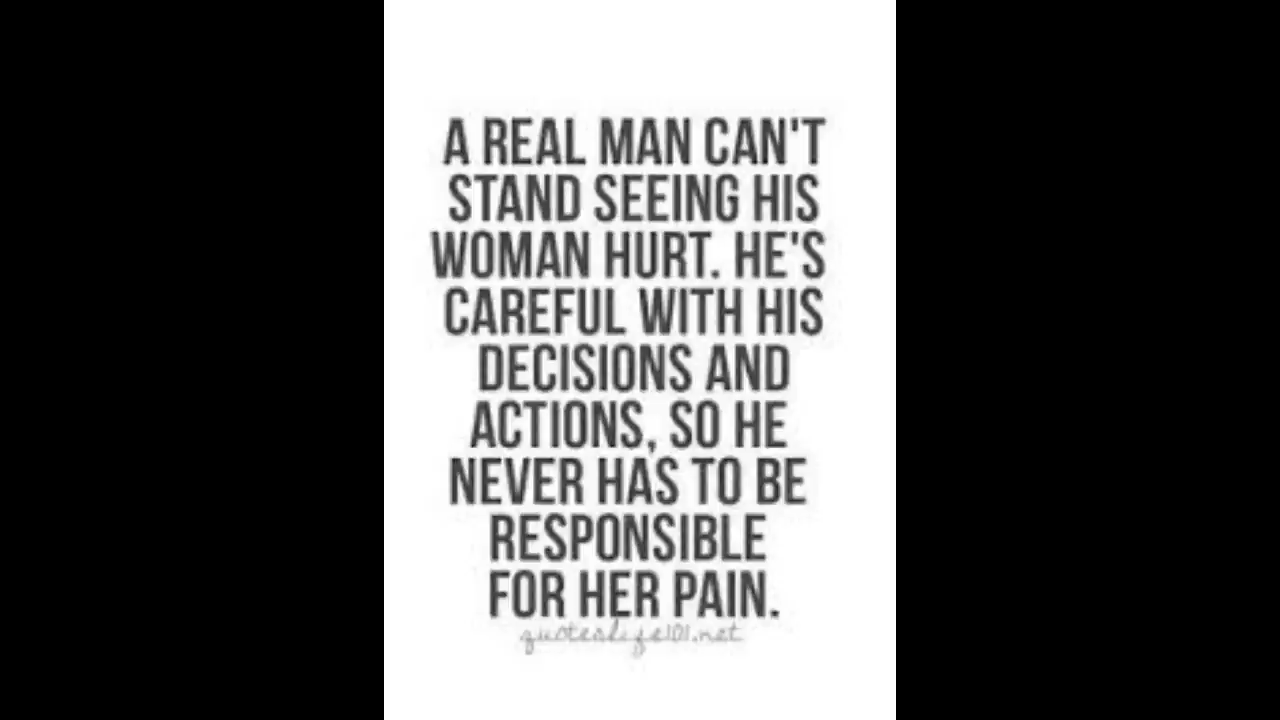 A REAL MAN CAN'T
STAND SEEING HIS
WOMAN HURT. HE'S
CAREFUL WITH HIS
DECISIONS AND
ACTIONS, SO HE
NEVER HAS TO BE
RESPONSIBLE
FOR HER PAIN.
quoteslife101.net